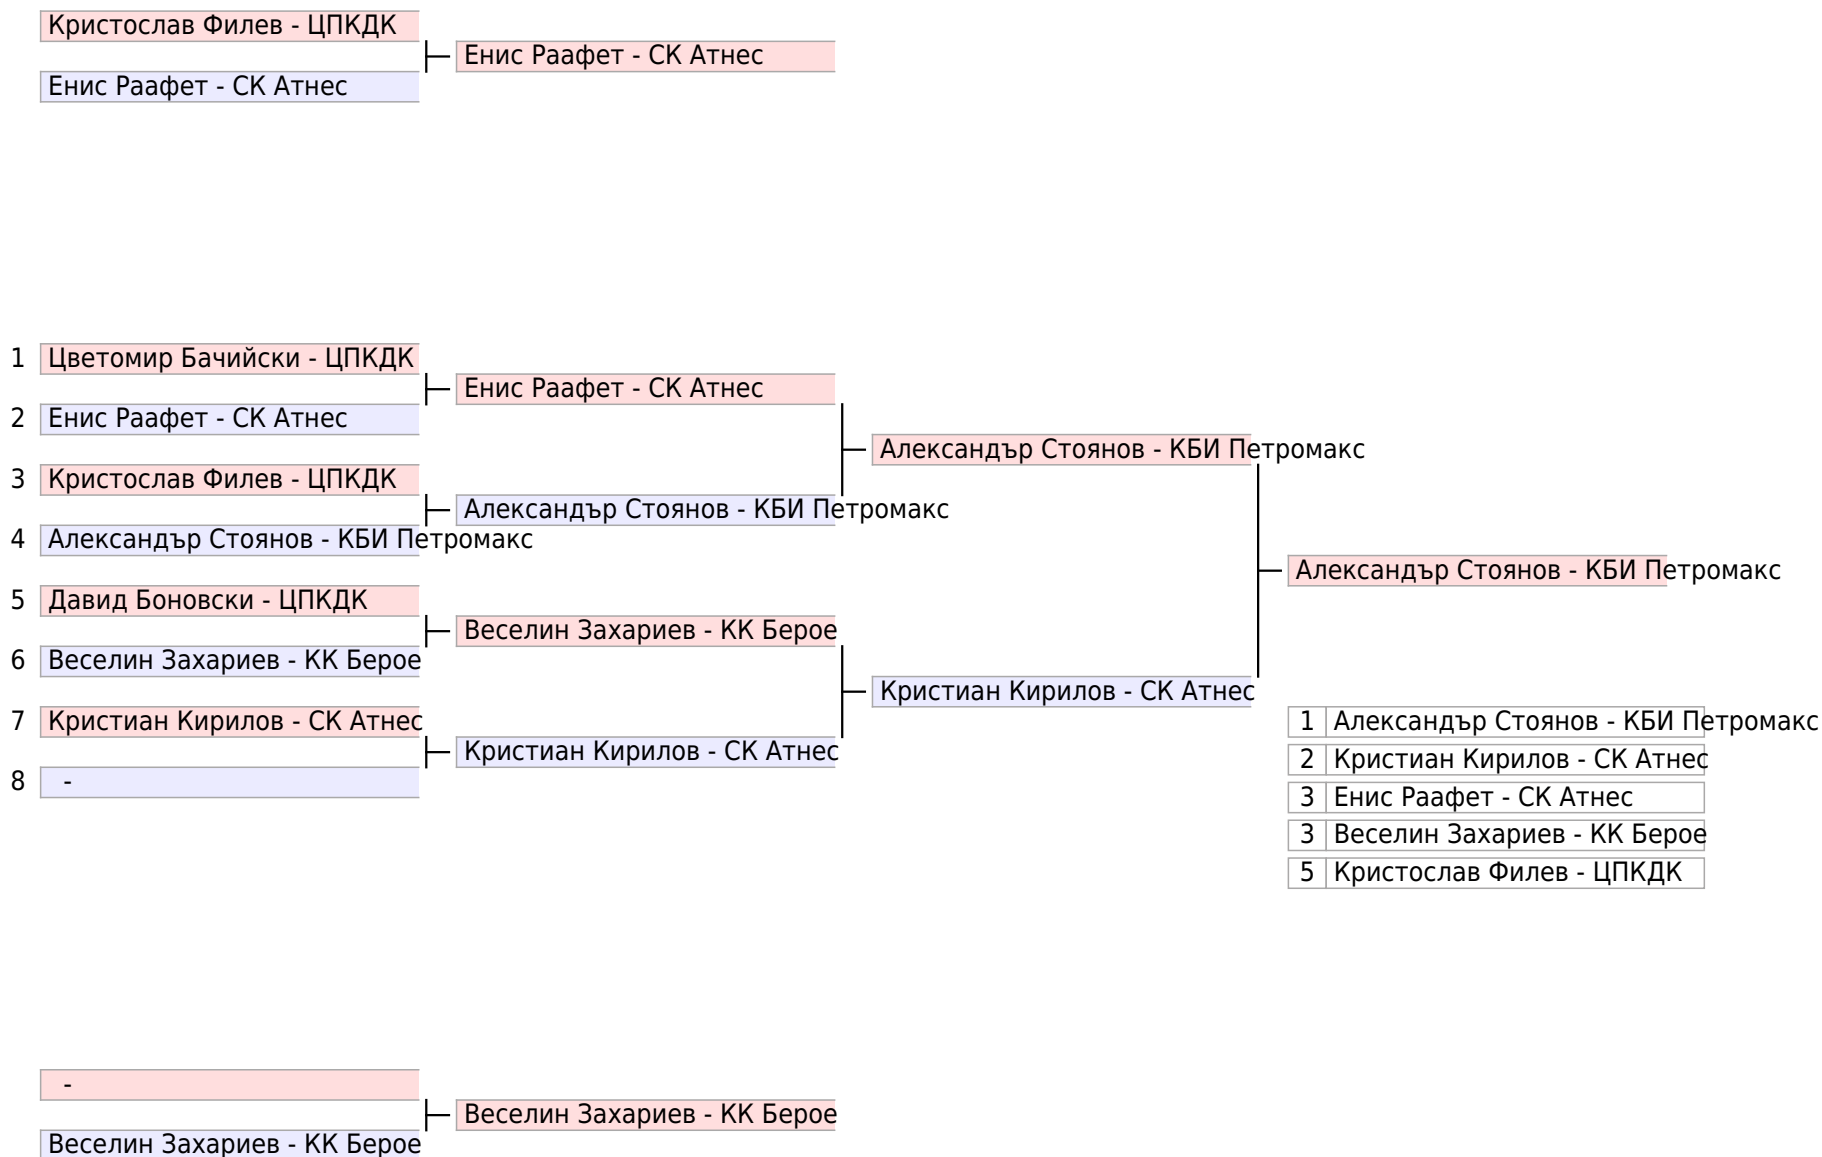 Кристослав Филев - ЦПКДК
Енис Раафет - СК Атнес
Енис Раафет - СК Атнес
1 Цветомир Бачийски - ЦПКДК
Енис Раафет - СК Атнес
2 Енис Раафет - СК Атнес
Александър Стоянов - КБИ Петромакс
3 Кристослав Филев - ЦПКДК
Александър Стоянов - КБИ Петромакс
4 Александър Стоянов - КБИ Петромакс
Александър Стоянов - КБИ Петромакс
5 Давид Боновски - ЦПКДК
Веселин Захариев - КК Берое
6 Веселин Захариев - КК Берое
Кристиан Кирилов - СК Атнес
7 Кристиан Кирилов - СК Атнес
Кристиан Кирилов - СК Атнес
8 -
1 Александър Стоянов - КБИ Петромакс
2 Кристиан Кирилов - СК Атнес
3 Енис Раафет - СК Атнес
3 Веселин Захариев - КК Берое
5 Кристослав Филев - ЦПКДК
-
Веселин Захариев - КК Берое
Веселин Захариев - КК Берое